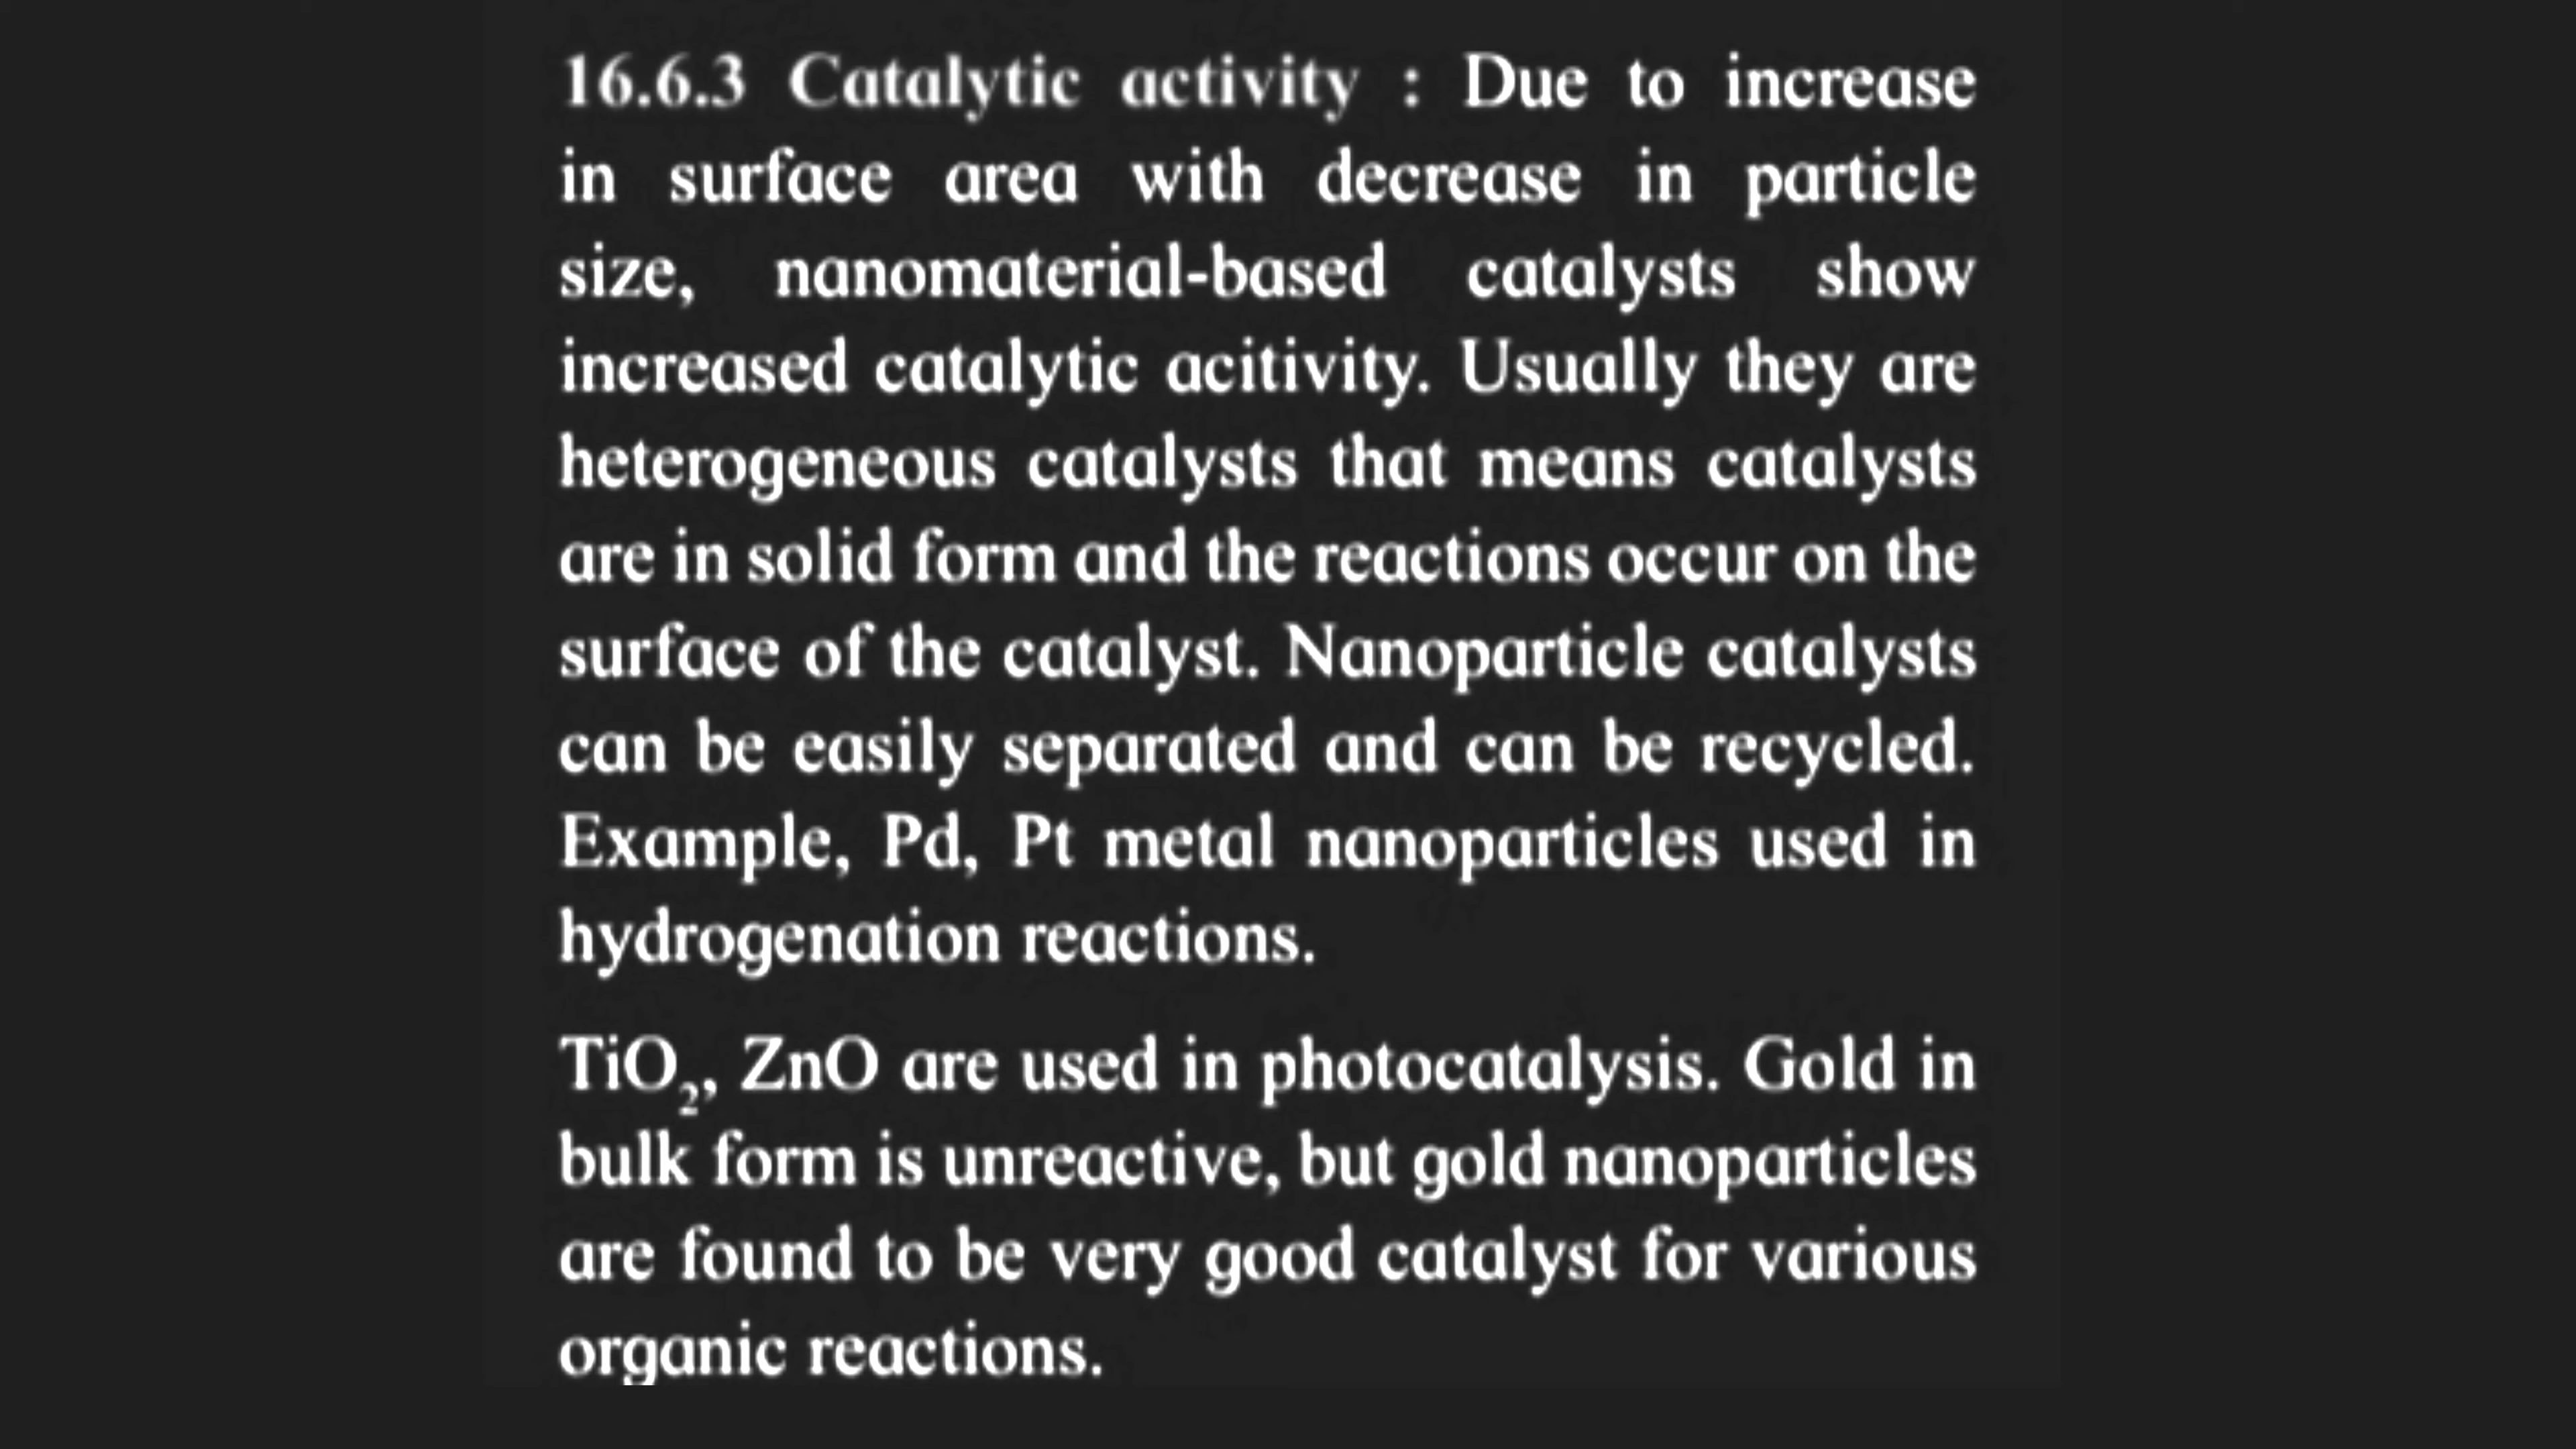 16.6.3 Catalytic activity : Due to increase
in surface area with decrease in particle
size, nanomaterial-based catalysts show
increased catalytic acitivity. Usually they are
heterogeneous catalysts that means catalysts
are in solid form and the reactions occur on the
surface of the catalyst. Nanoparticle catalysts
can be easily separated and can be recycled.
Example, Pd, Pt metal nanoparticles used in
hydrogenation reactions.
TiO₂, ZnO are used in photocatalysis. Gold in
bulk form is unreactive, but gold nanoparticles
are found to be very good catalyst for various
organic reactions.